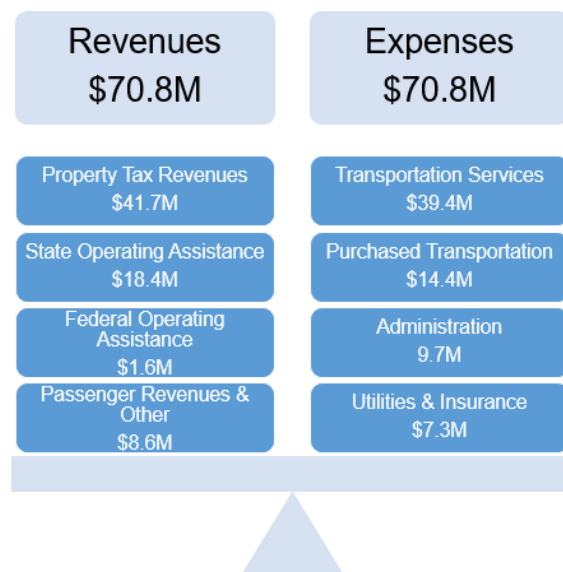 Revenues
$70.8M
Expenses
$70.8M
Property Tax Revenues
$41.7M
State Operating Assistance
$18.4M
Federal Operating
Assistance
$1.6M
Passenger Revenues &
Other
$8.6M
Transportation Services
$39.4M
Purchased Transportation
$14.4M
Administration
9.7M
Utilities & Insurance
$7.3M